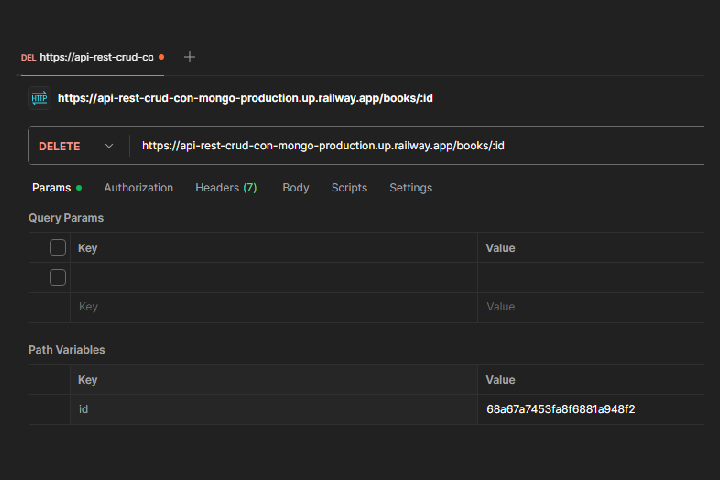 DEL https://api-rest-crud-co
HTTP https://api-rest-crud-con-mongo-production.up.railway.app/books/:id
DELETE https://api-rest-crud-con-mongo-production.up.railway.app/books/:id
Params Authorization Headers (7) Body Scripts Settings
Query Params
Key Value
Key Value
Path Variables
Key Value
id 68a67a7453fa8f6881a948f2